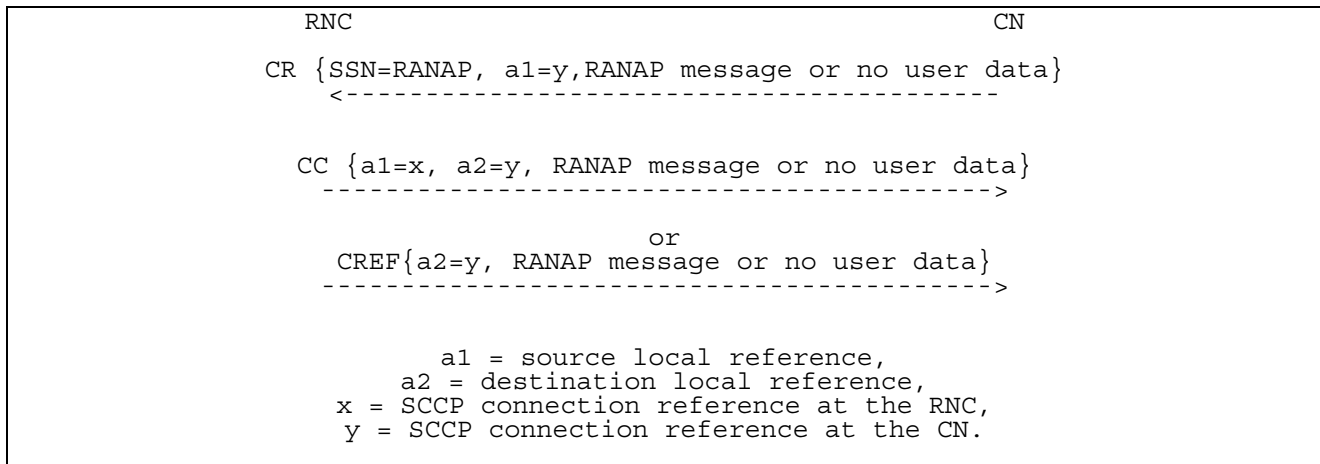 RNC CN
CR {SSN=RANAP, a1=y,RANAP message or no user data}
<-----------------------------------------
CC {a1=x, a2=y, RANAP message or no user data}
------------------------------------------>
or
CREF{a2=y, RANAP message or no user data}
------------------------------------------>
a1 = source local reference,
a2 = destination local reference,
x = SCCP connection reference at the RNC,
y = SCCP connection reference at the CN.